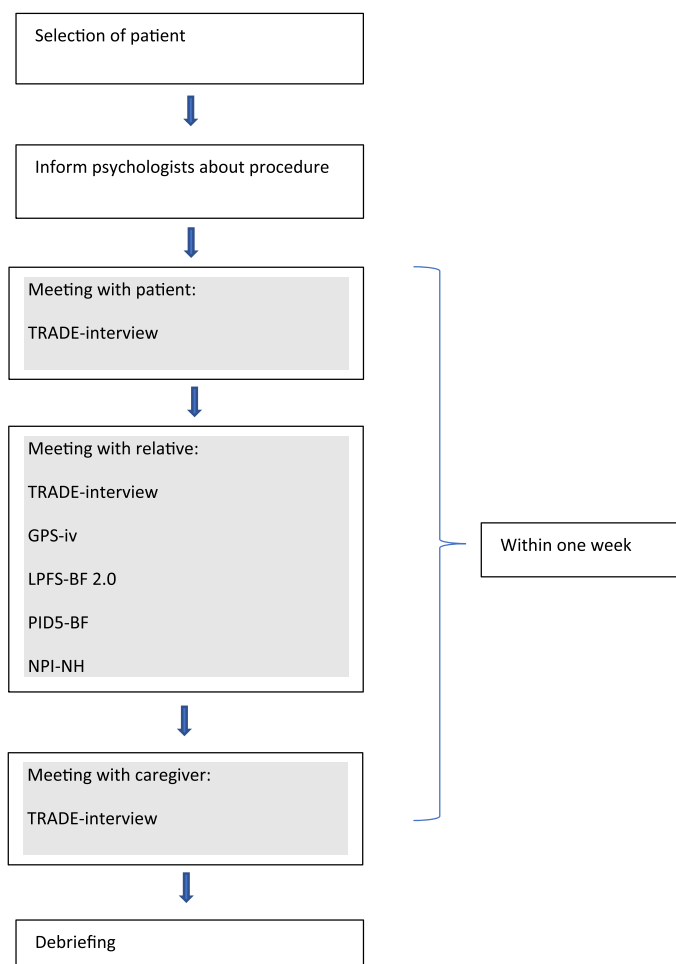 Selection of patient
Inform psychologists about procedure
Meeting with patient:
TRADE-interview
Meeting with relative:
TRADE-interview
GPS-iv
LPFS-BF 2.0
PID5-BF
NPI-NH
Within one week
Meeting with caregiver:
TRADE-interview
Debriefing